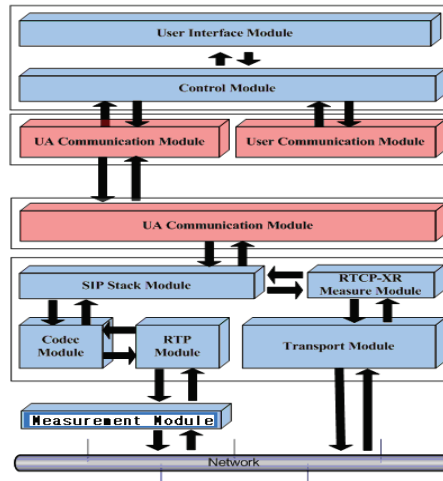 User Interface Module
Control Module
UA Communication Module
User Communication Module
UA Communication Module
SIP Stack Module
RTCP-XR
Measure Module
Codec
Module
RTP
Module
Transport Module
Measurement Module
Network